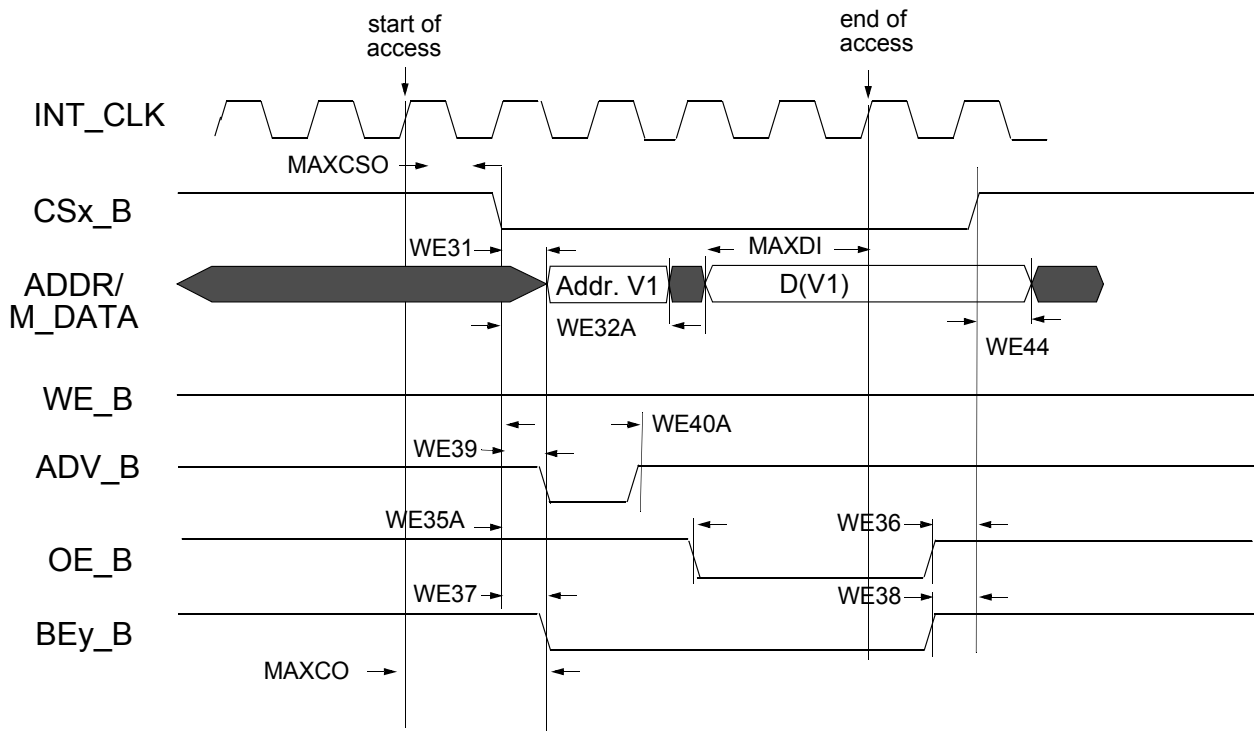 start of
access
end of
access
INT_CLK
MAXCSO
CSx_B
WE31
MAXDI
ADDR/
M_DATA
Addr. V1
D(V1)
WE32A
WE44
WE_B
WE40A
WE39
ADV_B
WE35A
WE36
OE_B
WE37
WE38
BEy_B
MAXCO